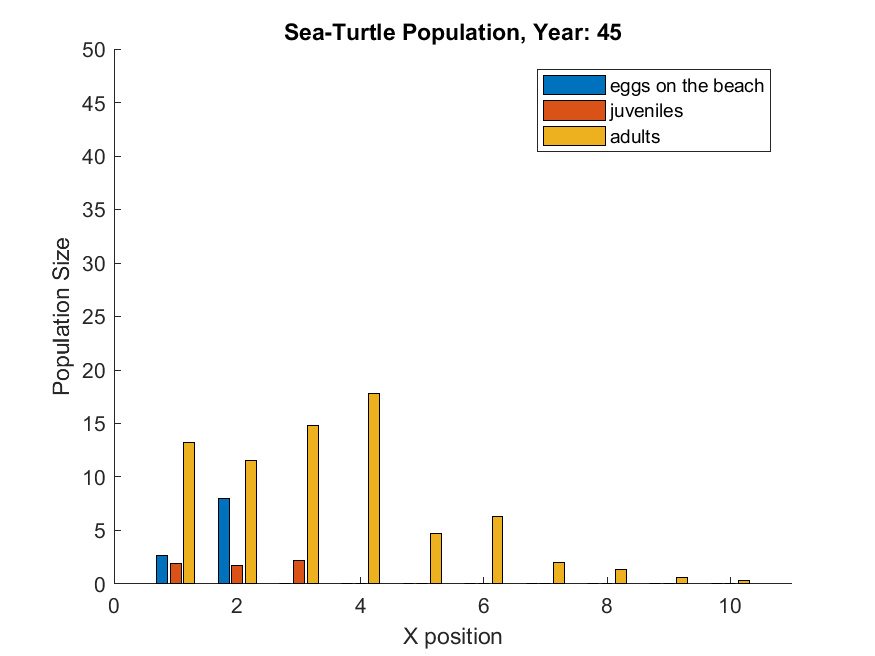 Sea-Turtle Population, Year: 45
50
45
40
35
30
25
20
15
10
5
0
Population Size
eggs on the beach
juveniles
adults
0 2 4 6 8 10
X position